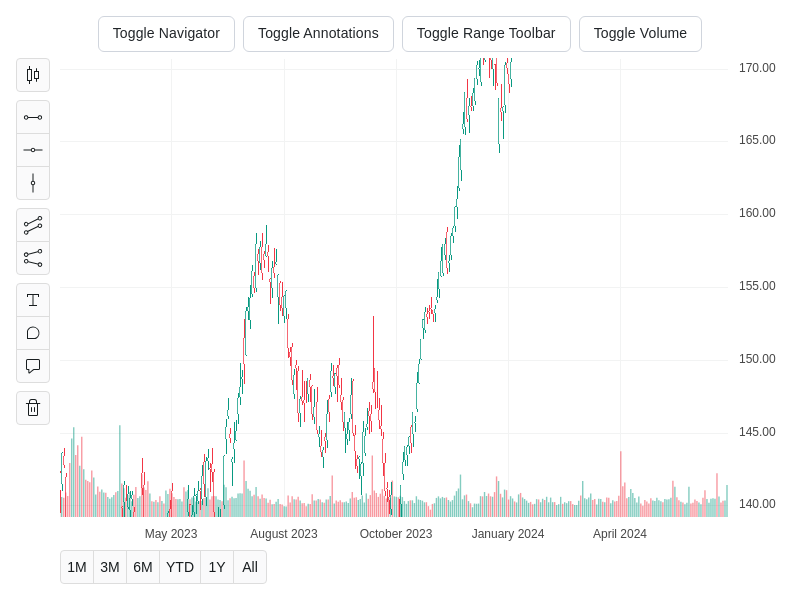 Toggle Navigator Toggle Annotations Toggle Range Toolbar Toggle Volume
170.00
165.00
160.00
155.00
150.00
145.00
140.00
May 2023 August 2023 October 2023 January 2024 April 2024
1M 3M 6M YTD 1Y All